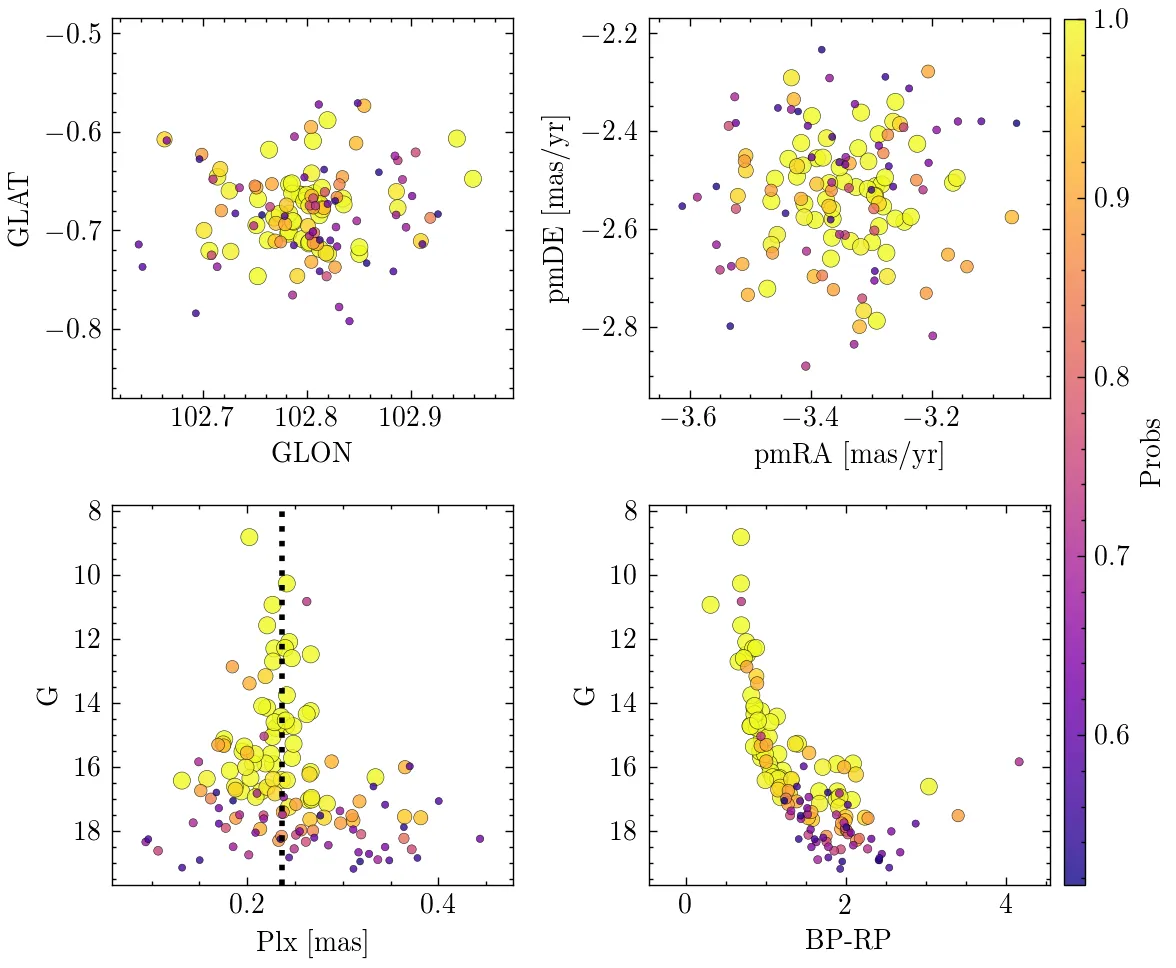 −0.5
−0.6
−0.7
−0.8
GLAT
102.7 102.8 102.9
GLON
−2.2
−2.4
−2.6
−2.8
pmDE [mas/yr]
−3.6 −3.4 −3.2
pmRA [mas/yr]
8
10
12
14
16
18
G
0.2 0.4
Plx [mas]
8
10
12
14
16
18
G
0 2 4
BP-RP
1.0
0.9
0.8
0.7
0.6
Probs